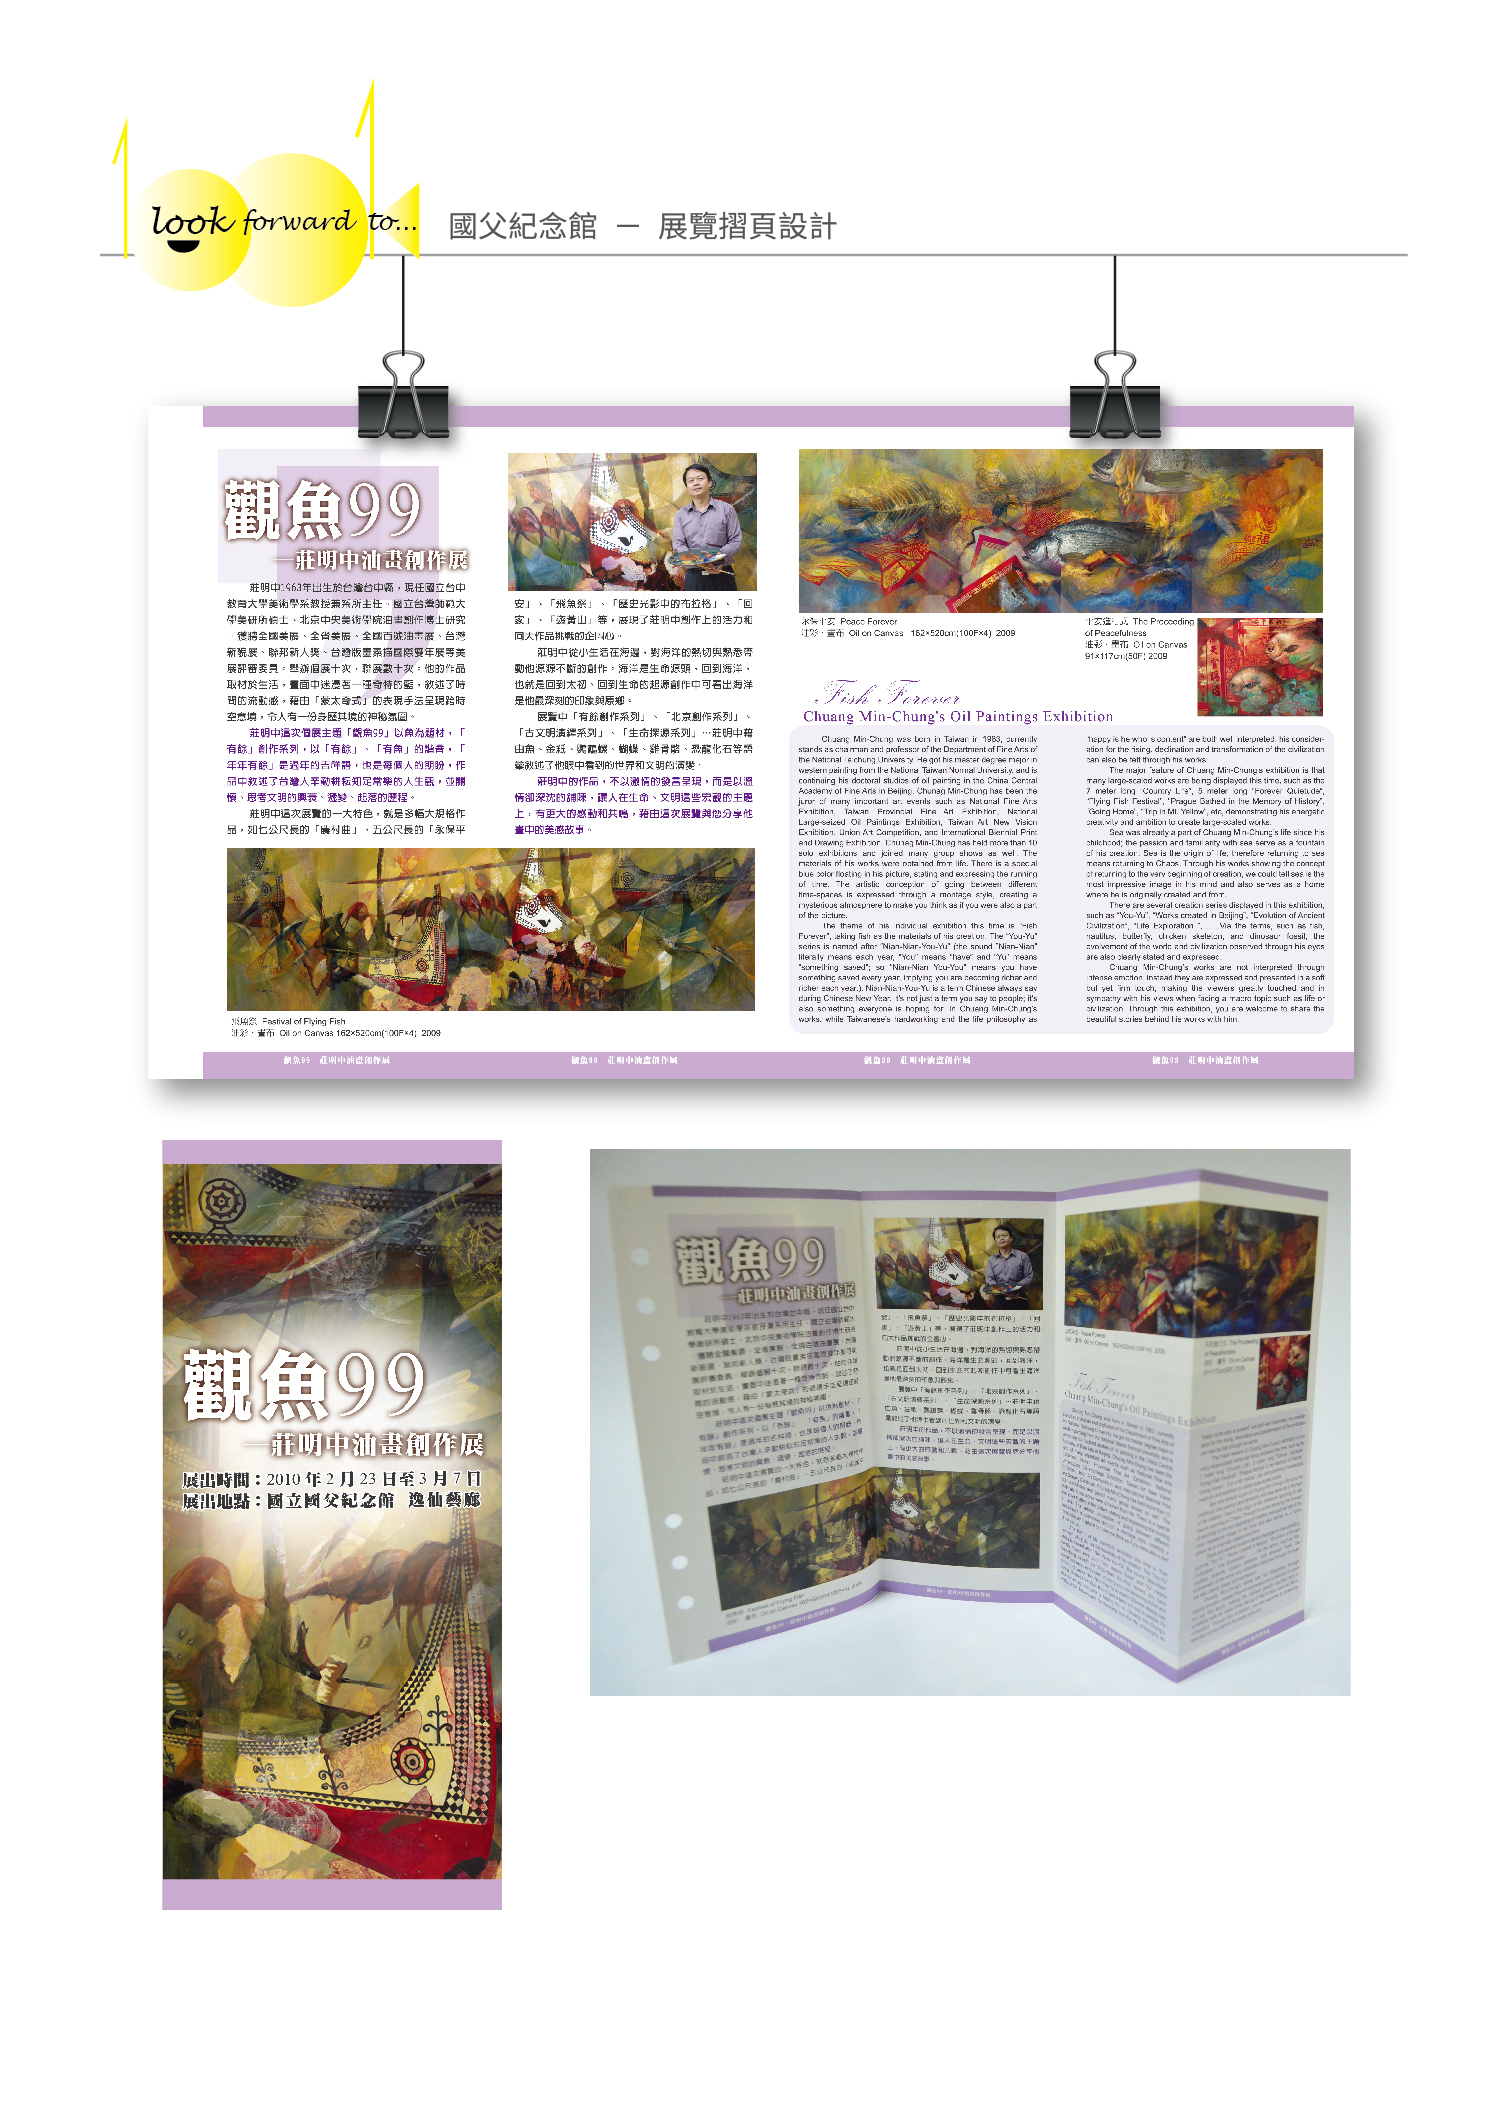 look forward to...
國父紀念館 － 展覽摺頁設計
觀魚99
—莊明中油畫創作展
莊明中1963年出生於台灣台中縣，現任國立台中
教育大學美術學系教授兼系所主任、國立台灣師範大
學美研所碩士、北京中央美術學院油畫創作博士研究
。獲聘全國美展、全省美展、全國百號油畫展、台灣
新貌展、聯邦新人獎、台灣版畫素描國際雙年展等美
展評審委員。舉辦個展十次，聯展數十次。他的作品
取材於生活，畫面中迷漫著一種奇特的藍，敘述了時
間的流動感，藉由「蒙太奇式」的表現手法呈現跨時
空意境，令人有一份身歷其境的神秘氛圍。
莊明中這次個展主題「觀魚99」以魚為題材，「
有餘」創作系列，以「有餘」、「有魚」的諧音，「
年年有餘」是過年的吉祥語，也是每個人的期盼，作
品中敘述了台灣人辛勤耕耘知足常樂的人生觀，並關
懷、思考文明的興衰、遞變、起落的歷程。
莊明中這次展覽的一大特色，就是多幅大規格作
品，如七公尺長的「農村曲」、五公尺長的「永保平
安」、「飛魚祭」、「歷史光影中的布拉格」、「回
家」、「遊黃山」等，展現了莊明中創作上的活力和
向大作品挑戰的企圖心。
莊明中從小生活在海邊，對海洋的熱切與熟悉帶
動他源源不斷的創作。海洋是生命源頭，回到海洋，
也就是回到太初、回到生命的起源創作中可看出海洋
是他最深刻的印象與原鄉。
展覽中「有餘創作系列」、「北京創作系列」、
「古文明演繹系列」、「生命探源系列」…莊明中藉
由魚、金紙、鸚鵡螺、蝴蝶、雞骨骼、恐龍化石等語
彙敘述了他眼中看到的世界和文明的演變。
莊明中的作品，不以激情的發言呈現，而是以溫
情卻深沈的鋪陳，讓人在生命、文明這些宏觀的主題
上，有更大的感動和共鳴，藉由這次展覽與您分享他
畫中的美感故事。
飛魚祭 Festival of Flying Fish
油彩．畫布 Oil on Canvas 162×520cm(100F×4) 2009
永保平安 Peace Forever
油彩．畫布 Oil on Canvas 162×520cm(100F×4) 2009
平安進行式 The Proceeding
of Peacefulness
油彩．畫布 Oil on Canvas
91×117cm(50F) 2009
Fish Forever
Chuang Min-Chung's Oil Paintings Exhibition
Chuang Min-Chung was born in Taiwan in 1963, currently
stands as chairman and professor of the Department of Fine Arts of
the National Taichung University. He got his master degree major in
western painting from the National Taiwan Normal University, and is
continuing his doctoral studies of oil painting in the China Central
Academy of Fine Arts in Beijing. Chunag Min-Chung has been the
juror of many important art events such as National Fine Arts
Exhibition, Taiwan Provincial Fine Art Exhibition, National
Large-seized Oil Paintings Exhibition, Taiwan Art New Vision
Exhibition, Union Art Competition, and International Biennial Print
and Drawing Exhibition. Chunag Min-Chung has held more than 10
solo exhibitions and joined many group shows as well. The
materials of his works were obtained from life. There is a special
blue color floating in his picture, stating and expressing the running
of time. The artistic conception of going between different
time-spaces is expressed through a montage style, creating a
mysterious atmosphere to make you think as if you were also a part
of the picture.
The theme of his individual exhibition this time is "Fish
Forever", taking fish as the materials of his creation. The "You-Yu"
series is named after "Nian-Nian-You-Yu" (the sound "Nian-Nian"
literally means each year, "You" means "have" and "Yu" means
"something saved"; so "Nian-Nian You-You" means you have
something saved every year, implying you are becoming richer and
richer each year.). Nian-Nian-You-Yu is a term Chinese always say
during Chinese New Year. It's not just a term you say to people; it's
also something everyone is hoping for. In Chuang Min-Chung's
works, while Taiwanese's hardworking and the life philosophy as
"happy is he who is content" are both well interpreted, his consider-
ation for the rising, declination and transformation of the civilization
can also be felt through his works.
The major feature of Chuang Min-Chung's exhibition is that
many large-scaled works are being displayed this time, such as the
7 meter long "Country Life", 5 meter long "Forever Quietude",
"Flying Fish Festival", "Prague Bathed in the Memory of History",
"Going Home", "Trip in Mt. Yellow", etc, demonstrating his energetic
creativity and ambition to create large-scaled works.
Sea was already a part of Chuang Min-Chung's life since his
childhood; the passion and familiarity with sea serve as a fountain
of his creation. Sea is the origin of life; therefore returning to sea
means returning to Chaos. Through his works showing the concept
of returning to the very beginning of creation, we could tell sea is the
most impressive image in his mind and also serves as a home
where he is originally created and from.
There are several creation series displayed in this exhibition,
such as "You-Yu", "Works created in Beijing", "Evolution of Ancient
Civilization", "Life Exploration ", ......Via the terms, such as fish,
nautilus, butterfly, chicken skeleton, and dinosaur fossil, the
evolvement of the world and civilization observed through his eyes
are also clearly stated and expressed.
Chuang Min-Chung's works are not interpreted through
intense emotion. Instead they are expressed and presented in a soft
but yet firm touch, making the viewers greatly touched and in
sympathy with his views when facing a macro topic such as life or
civilization. Through this exhibition, you are welcome to share the
beautiful stories behind his works with him.
觀魚99 莊明中油畫創作展
觀魚99 莊明中油畫創作展
觀魚99 莊明中油畫創作展
觀魚99 莊明中油畫創作展
觀魚99
—莊明中油畫創作展
展出時間：2010 年 2 月 23 日至 3 月 7 日
展出地點：國立國父紀念館 逸仙藝廊
觀魚99
—莊明中油畫創作展
Fish Forever
Chuang Min-Chung's Oil Paintings Exhibition